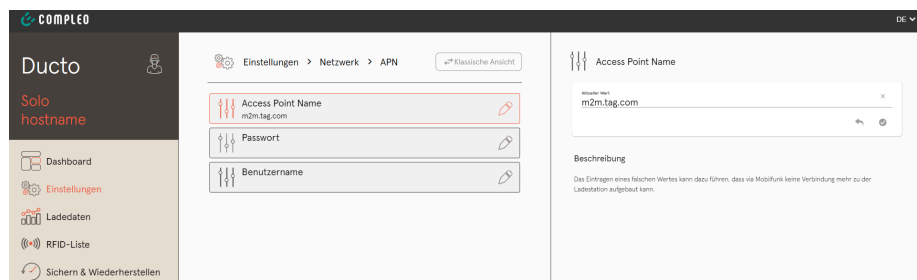 COMPLEO
DE
Ducto
Solo
hostname
Dashboard
Einstellungen
Ladedaten
RFID-Liste
Sichern & Wiederherstellen
Einstellungen > Netzwerk > APN
Klassische Ansicht
Access Point Name
m2m.tag.com
Passwort
Benutzername
Access Point Name
Aktueller Wert
m2m.tag.com
Beschreibung
Das Eintragen eines falschen Wertes kann dazu führen, dass via Mobilfunk keine Verbindung mehr zu der
Ladestation aufgebaut kann.